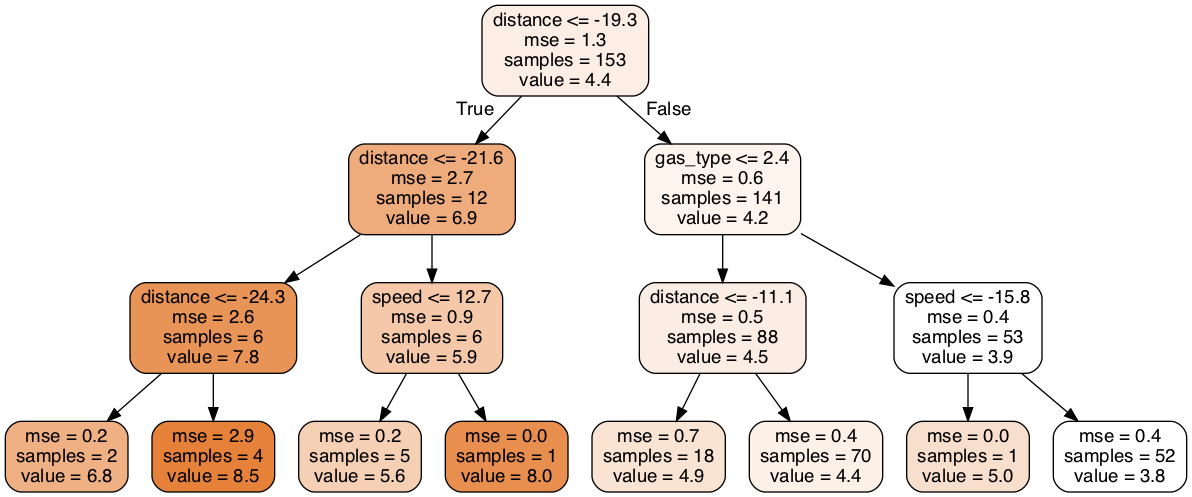 distance <= -19.3
mse = 1.3
samples = 153
value = 4.4
True
False
distance <= -21.6
mse = 2.7
samples = 12
value = 6.9
gas_type <= 2.4
mse = 0.6
samples = 141
value = 4.2
distance <= -24.3
mse = 2.6
samples = 6
value = 7.8
speed <= 12.7
mse = 0.9
samples = 6
value = 5.9
distance <= -11.1
mse = 0.5
samples = 88
value = 4.5
speed <= -15.8
mse = 0.4
samples = 53
value = 3.9
mse = 0.2
samples = 2
value = 6.8
mse = 2.9
samples = 4
value = 8.5
mse = 0.2
samples = 5
value = 5.6
mse = 0.0
samples = 1
value = 8.0
mse = 0.7
samples = 18
value = 4.9
mse = 0.4
samples = 70
value = 4.4
mse = 0.0
samples = 1
value = 5.0
mse = 0.4
samples = 52
value = 3.8